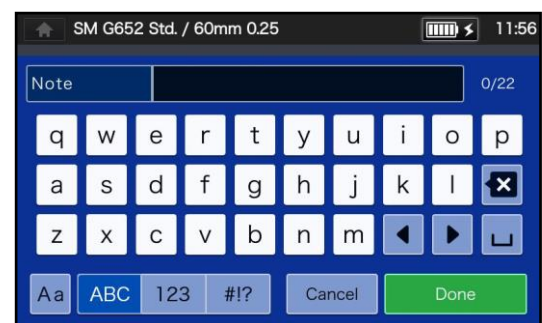 SM G652 Std. / 60mm 0.25 11:56
Note 0/22
q w e r t y u i o p
a s d f g h j k l
z x c v b n m
Aa ABC 123 #!? Cancel Done